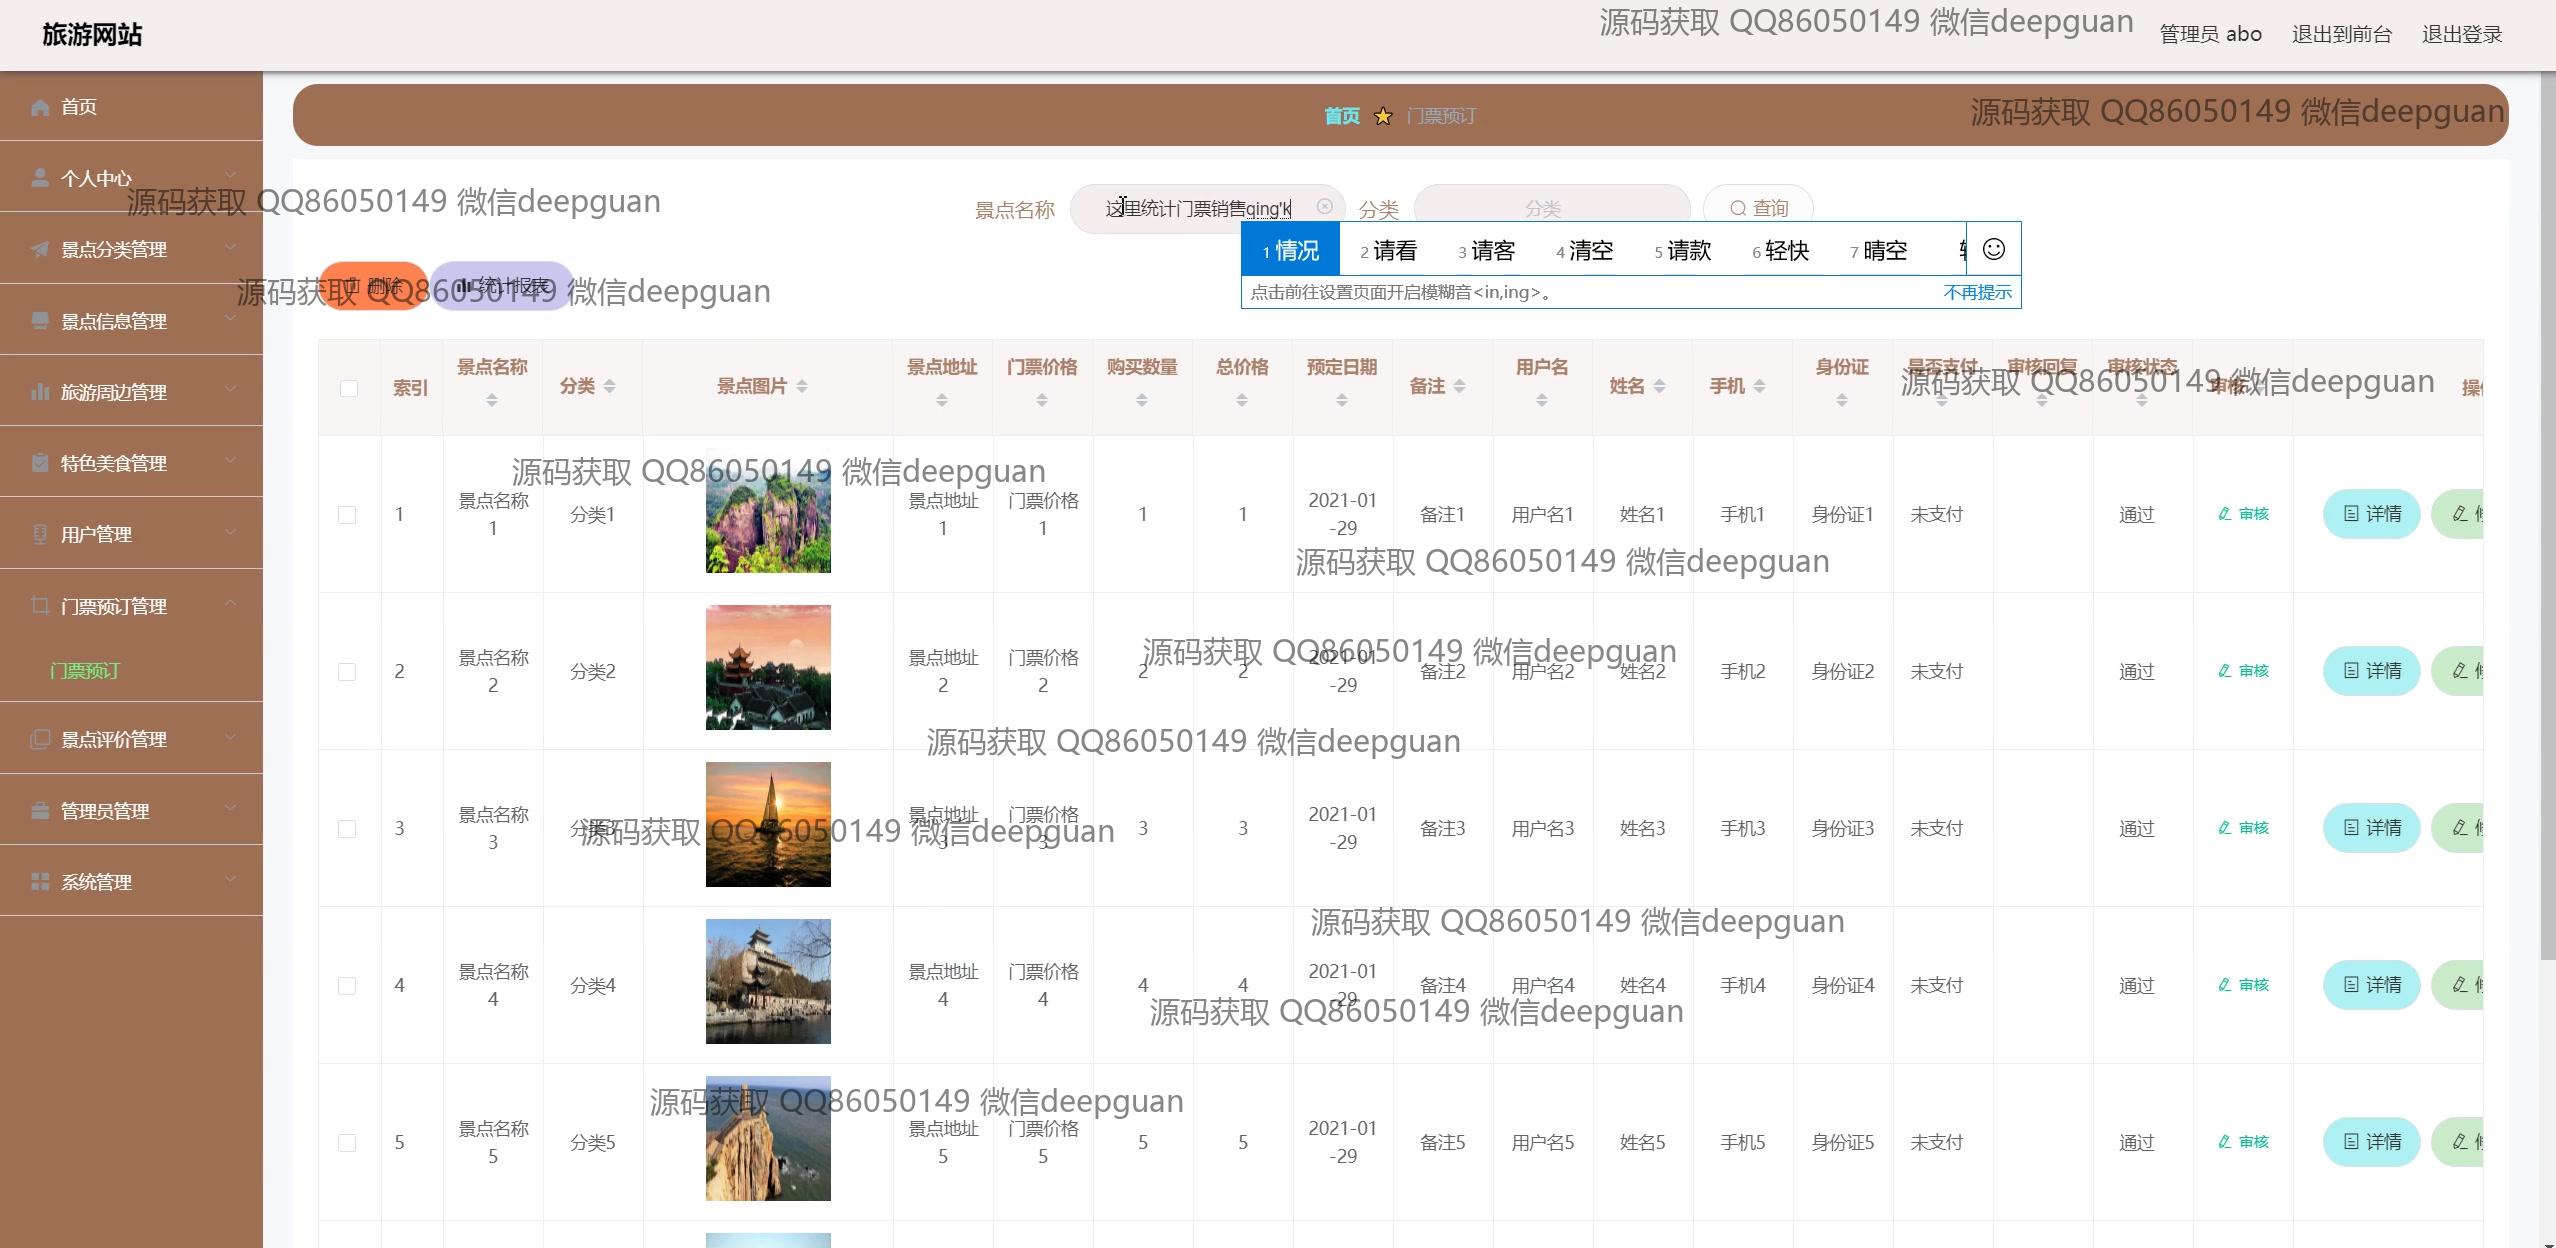 旅游网站
源码获取 QQ86050149 微信deepguan
管理员 abo 退出到前台 退出登录
首页 门票预订
源码获取 QQ86050149 微信deepguan
首页
个人中心
景点分类管理
景点信息管理
旅游周边管理
特色美食管理
用户管理
门票预订管理
门票预订
景点评价管理
管理员管理
系统管理
源码获取 QQ86050149 微信deepguan
景点名称 这里统计门票销售qing'k 分类 分类 查询
1 情况 2 请看 3 请客 4 清空 5 请款 6 轻快 7 晴空
点击前往设置页面开启模糊音<in,ing>。 不再提示
删除 统计报表
源码获取 QQ86050149 微信deepguan
索引 景点名称 分类 景点图片 景点地址 门票价格 购买数量 总价格 预定日期 备注 用户名 姓名 手机 身份证 是否支付 审核回复 审核状态 审核
源码获取 QQ86050149 微信deepguan
源码获取 QQ86050149 微信deepguan
1 景点名称1 分类1 景点地址1 门票价格1 1 1 2021-01-29 备注1 用户名1 姓名1 手机1 身份证1 未支付 通过 审核 详情
源码获取 QQ86050149 微信deepguan
源码获取 QQ86050149 微信deepguan
2 景点名称2 分类2 景点地址2 门票价格2 2 2 2021-01-29 备注2 用户名2 姓名2 手机2 身份证2 未支付 通过 审核 详情
源码获取 QQ86050149 微信deepguan
3 景点名称3 分类3 景点地址3 门票价格3 3 3 2021-01-29 备注3 用户名3 姓名3 手机3 身份证3 未支付 通过 审核 详情
源码获取 QQ86050149 微信deepguan
源码获取 QQ86050149 微信deepguan
4 景点名称4 分类4 景点地址4 门票价格4 4 4 2021-01-29 备注4 用户名4 姓名4 手机4 身份证4 未支付 通过 审核 详情
源码获取 QQ86050149 微信deepguan
源码获取 QQ86050149 微信deepguan
5 景点名称5 分类5 景点地址5 门票价格5 5 5 2021-01-29 备注5 用户名5 姓名5 手机5 身份证5 未支付 通过 审核 详情